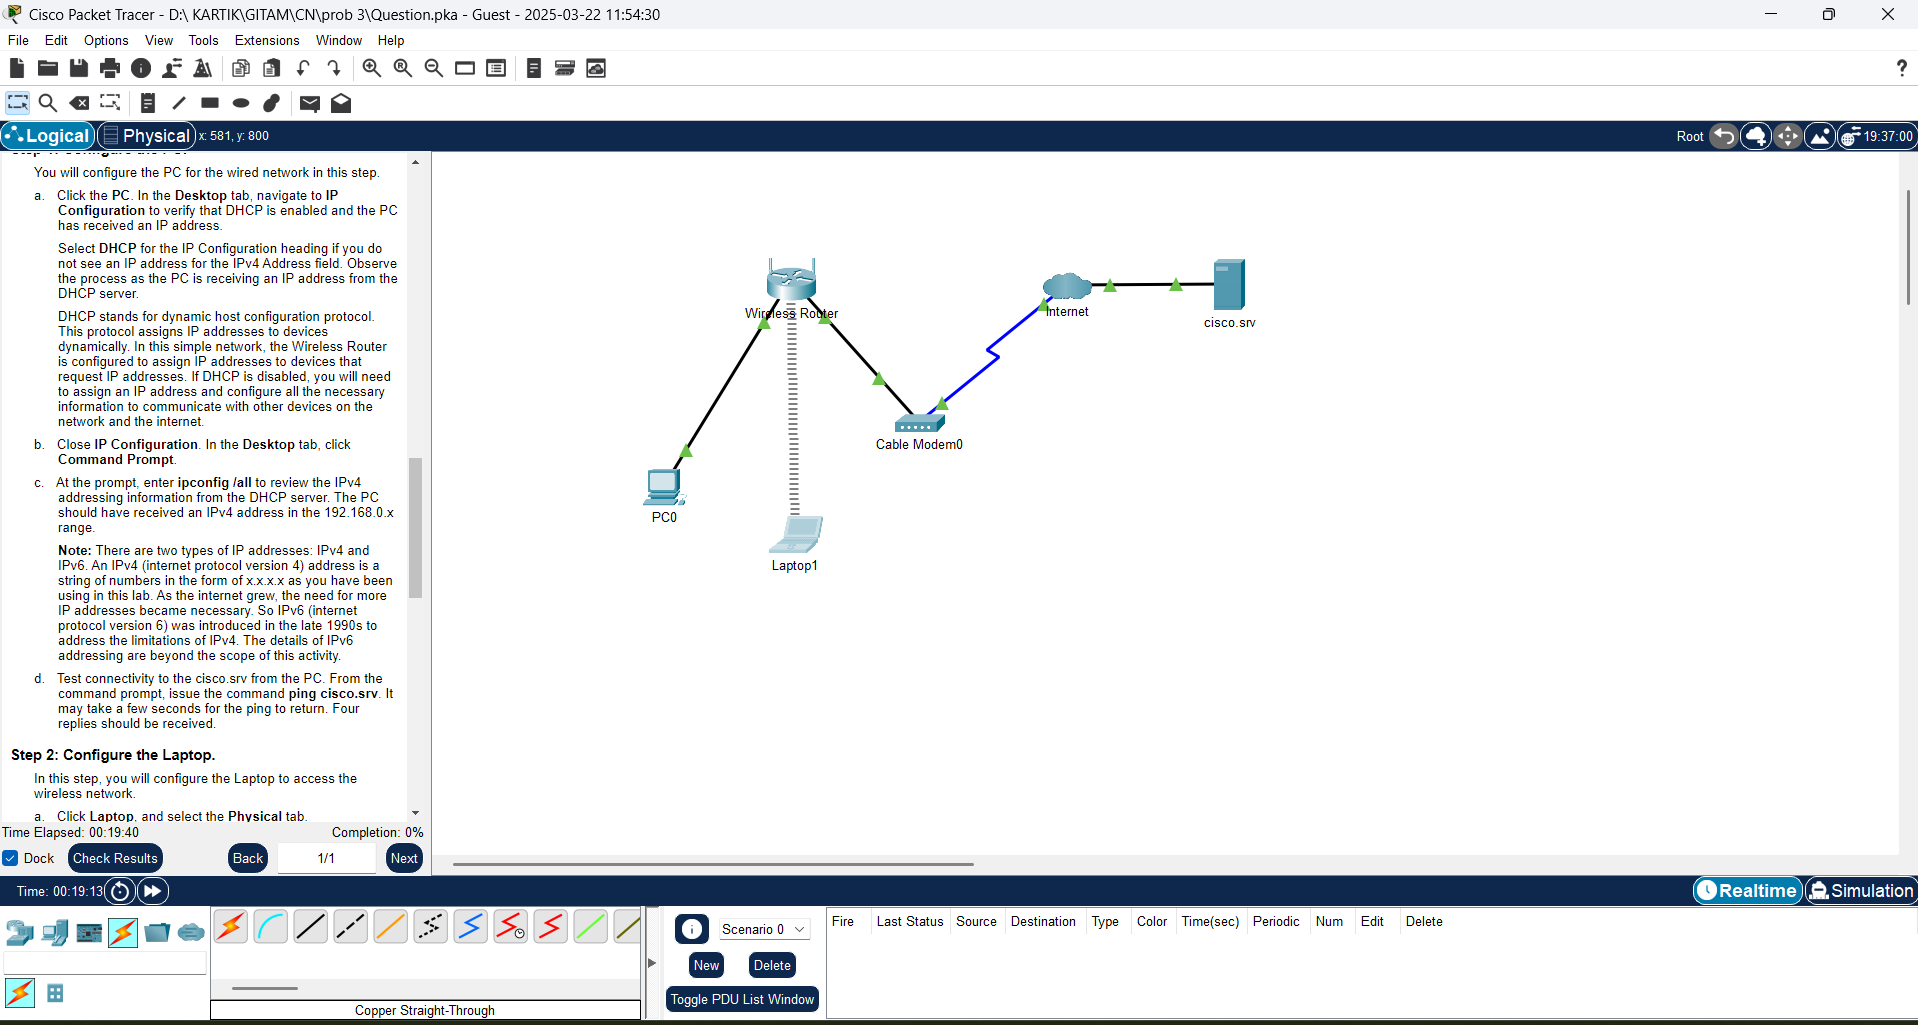 Cisco Packet Tracer - D:\ KARTIK\GITAM\CN\prob 3\Question.pka - Guest - 2025-03-22 11:54:30
File Edit Options View Tools Extensions Window Help
?
Logical Physical x: 581, y: 800
Root 19:37:00
You will configure the PC for the wired network in this step.
a. Click the PC. In the Desktop tab, navigate to IP
Configuration to verify that DHCP is enabled and the PC
has received an IP address.
Select DHCP for the IP Configuration heading if you do
not see an IP address for the IPv4 Address field. Observe
the process as the PC is receiving an IP address from the
DHCP server.
DHCP stands for dynamic host configuration protocol.
This protocol assigns IP addresses to devices
dynamically. In this simple network, the Wireless Router
is configured to assign IP addresses to devices that
request IP addresses. If DHCP is disabled, you will need
to assign an IP address and configure all the necessary
information to communicate with other devices on the
network and the internet.
b. Close IP Configuration. In the Desktop tab, click
Command Prompt.
c. At the prompt, enter ipconfig /all to review the IPv4
addressing information from the DHCP server. The PC
should have received an IPv4 address in the 192.168.0.x
range.
Note: There are two types of IP addresses: IPv4 and
IPv6. An IPv4 (internet protocol version 4) address is a
string of numbers in the form of x.x.x.x as you have been
using in this lab. As the internet grew, the need for more
IP addresses became necessary. So IPv6 (internet
protocol version 6) was introduced in the late 1990s to
address the limitations of IPv4. The details of IPv6
addressing are beyond the scope of this activity.
d. Test connectivity to the cisco.srv from the PC. From the
command prompt, issue the command ping cisco.srv. It
may take a few seconds for the ping to return. Four
replies should be received.
Step 2: Configure the Laptop.
In this step, you will configure the Laptop to access the
wireless network.
a. Click Laptop, and select the Physical tab.
Time Elapsed: 00:19:40 Completion: 0%
Dock Check Results Back 1/1 Next
Wireless Router
Internet
cisco.srv
Cable Modem0
PC0
Laptop1
Time: 00:19:13
Realtime Simulation
Copper Straight-Through
Scenario 0
New Delete
Toggle PDU List Window
Fire Last Status Source Destination Type Color Time(sec) Periodic Num Edit Delete